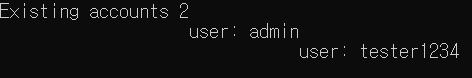 Existing accounts 2
user: admin
user: tester1234